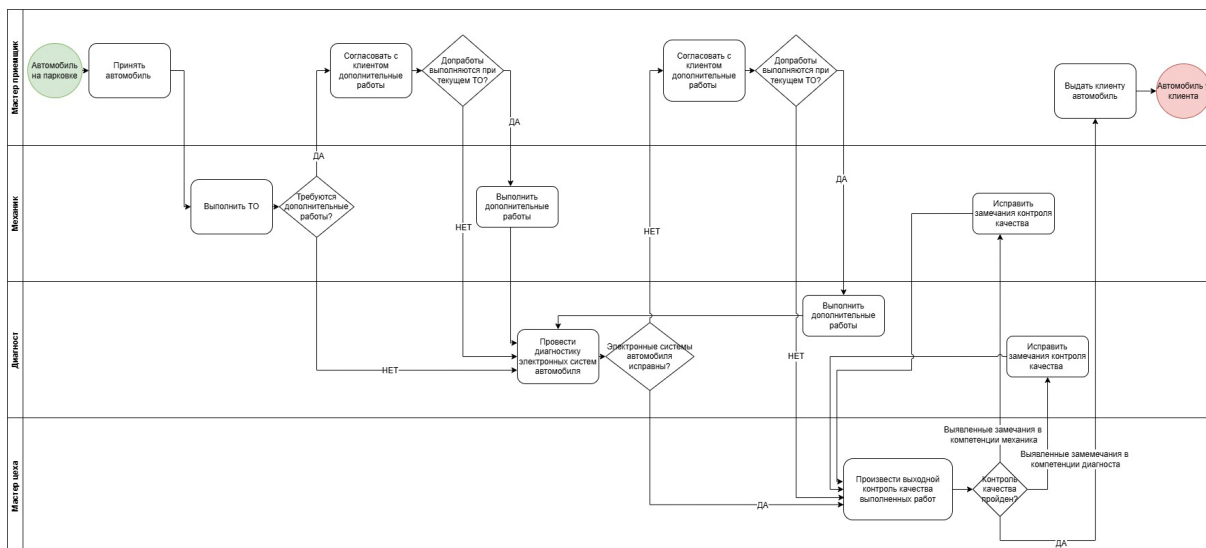 Мастер приемщик
Автомобиль
на парковке
Принять
автомобиль
Согласовать с
клиентом
дополнительные
работы
Допработы
выполняются при
текущем ТО?
ДА
Согласовать с
клиентом
дополнительные
работы
Допработы
выполняются при
текущем ТО?
Выдать клиенту
автомобиль
Автомобиль у
клиента
ДА
Механик
Выполнить ТО
Требуются
дополнительные
работы?
Выполнить
дополнительные
работы
НЕТ
НЕТ
ДА
Исправить
замечания контроля
качества
Диагност
Выполнить
дополнительные
работы
Провести
диагностику
электронных систем
автомобиля
Электронные системы
автомобиля
исправны?
НЕТ
НЕТ
Исправить
замечания контроля
качества
Мастер цеха
Выявленные замечания в
компетенции механика
Выявленные замемечания в
компетенции диагноста
Произвести выходной
контроль качества
выполненных работ
Контроль
качества
пройден?
ДА
ДА